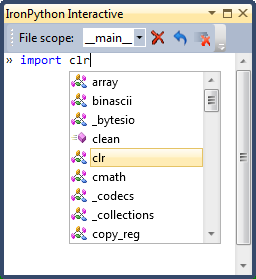 IronPython Interactive
File scope: __main__
» import clr
array
binascii
_bytesio
clean
clr
cmath
_codecs
_collections
copy_reg